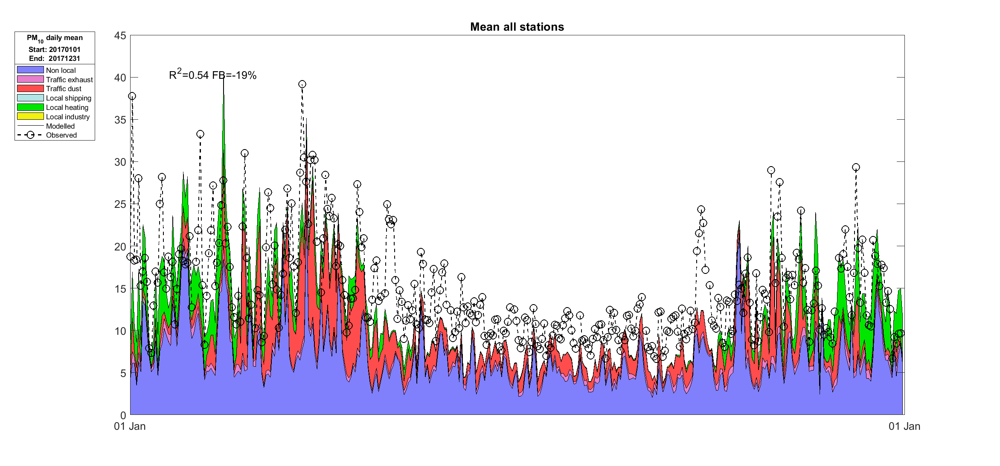 Mean all stations
PM10 daily mean
Start: 20170101
End: 20171231
Non local
Traffic exhaust
Traffic dust
Local shipping
Local heating
Local industry
Modelled
Observed
R2=0.54 FB=-19%
45
40
35
30
25
20
15
10
5
0
01 Jan
01 Jan